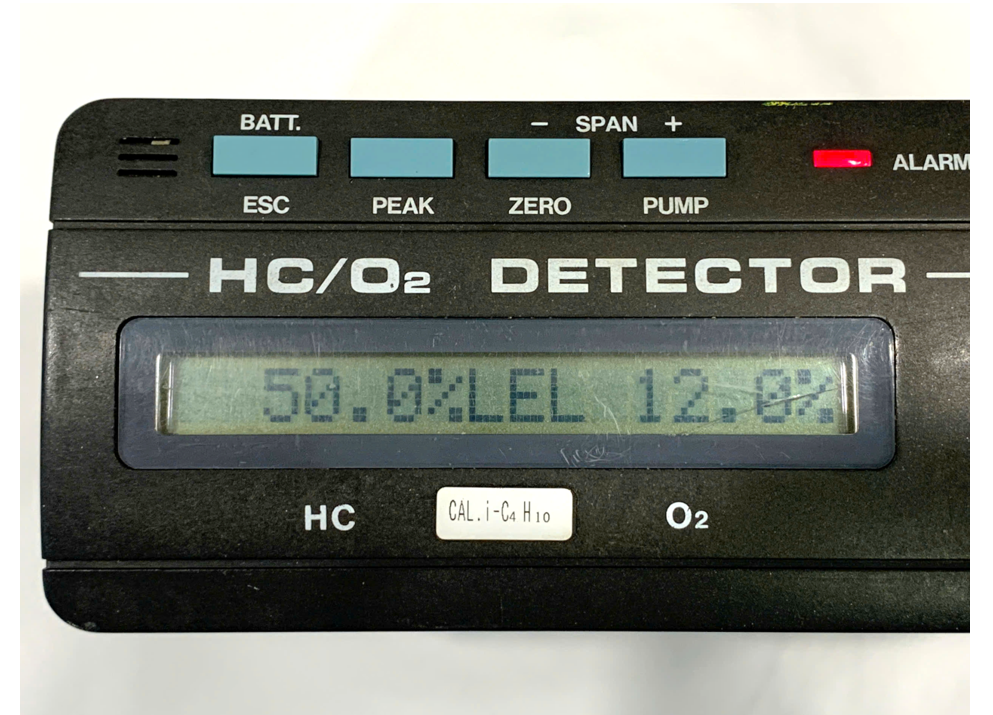 BATT. − SPAN +
ESC PEAK ZERO PUMP
ALARM
HC/O₂ DETECTOR
50.0%LEL 12.0%
HC CAL.i-C₄H₁₀ O₂